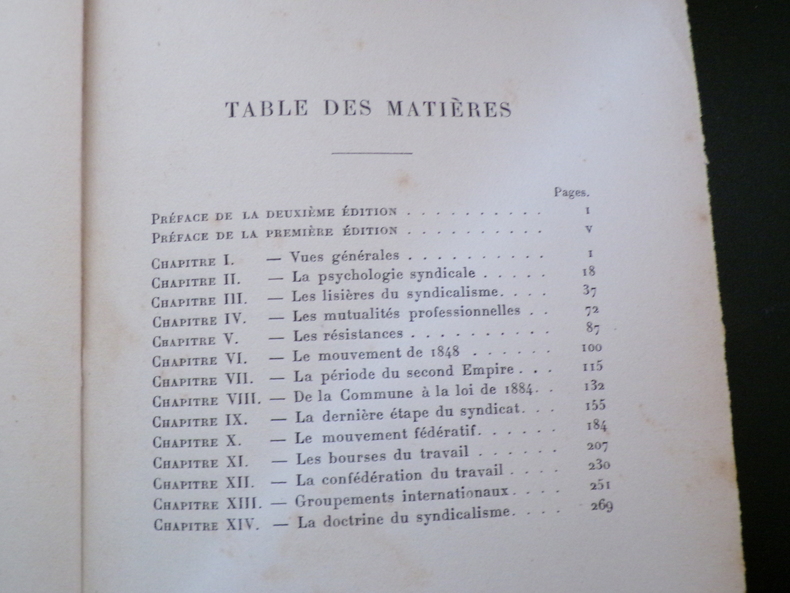 TABLE DES MATIÈRES
Pages.
PRÉFACE DE LA DEUXIÈME ÉDITION . . . . . . . . . . I
PRÉFACE DE LA PREMIÈRE ÉDITION . . . . . . . . . . V
CHAPITRE I. — Vues générales . . . . . . . . . . 1
CHAPITRE II. — La psychologie syndicale . . . . . 18
CHAPITRE III. — Les lisières du syndicalisme. . . . 37
CHAPITRE IV. — Les mutualités professionnelles . . 72
CHAPITRE V. — Les résistances . . . . . . . . . . 87
CHAPITRE VI. — Le mouvement de 1848 . . . . . . 100
CHAPITRE VII. — La période du second Empire . . . 115
CHAPITRE VIII. — De la Commune à la loi de 1884. . 132
CHAPITRE IX. — La dernière étape du syndicat. . . 155
CHAPITRE X. — Le mouvement fédératif. . . . . . 184
CHAPITRE XI. — Les bourses du travail . . . . . . 207
CHAPITRE XII. — La confédération du travail . . . . 230
CHAPITRE XIII. — Groupements internationaux. . . . 251
CHAPITRE XIV. — La doctrine du syndicalisme. . . . 269